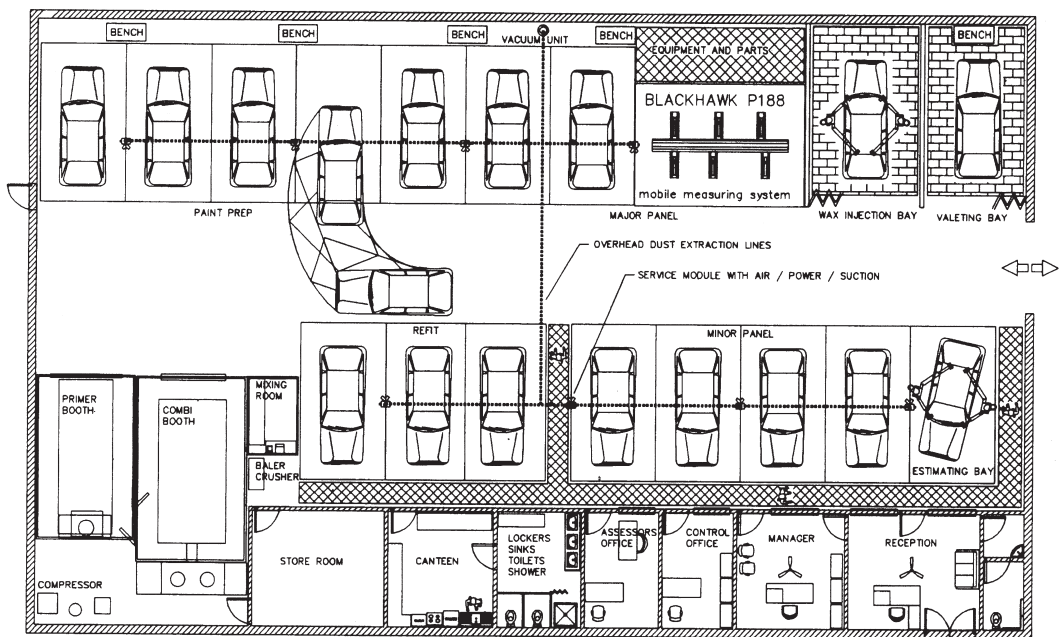 BENCH
BENCH
BENCH
VACUUM UNIT
BENCH
BENCH
EQUIPMENT AND PARTS
BLACKHAWK P188
mobile measuring system
PAINT PREP
MAJOR PANEL
WAX INJECTION BAY
VALETING BAY
OVERHEAD DUST EXTRACTION LINES
SERVICE MODULE WITH AIR / POWER / SUCTION
REFIT
MINOR PANEL
PRIMER
BOOTH
COMBI
BOOTH
MIXING
ROOM
BALER
CRUSHER
ESTIMATING BAY
STORE ROOM
CANTEEN
LOCKERS
SINKS
TOILETS
SHOWER
ASSESSORS
OFFICE
CONTROL
OFFICE
MANAGER
RECEPTION
COMPRESSOR